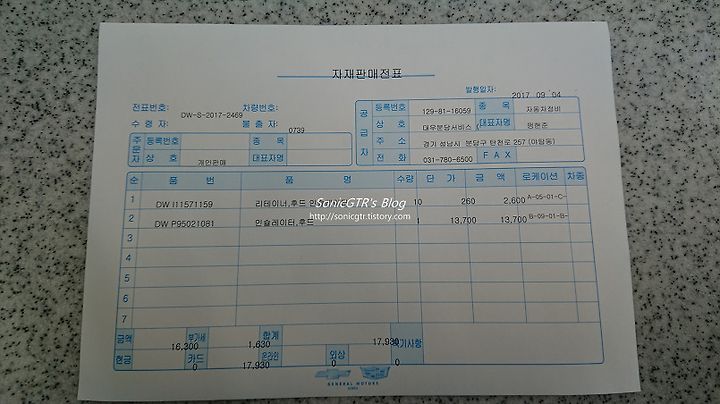 자재판매전표
발행일자: 2017 09 04
전표번호: DW-S-2017-2469 차량번호:
수 령 자: 불 출 자: 0739
주문자 등록번호 종 목
상 호 개인판매 대표자명
공급자 등록번호 129-81-16059 종 목 자동차정비
상 호 대우분당서비스 대표자명
주 소 경기 성남시 분당구 탄천로 257 (야탑동)
전 화 031-780-6500 F A X
순 품 번 품 명 수량 단 가 금 액 로케이션 차종
1 DW I11571159 리테이너,후드 10 260 2,600 A-05-01-C-
SonicGTR's Blog
http://sonicgtr.tistory.com
2 DW P95021081 인슐레이터,후드 1 13,700 13,700 B-09-01-B-
3
4
5
6
7
금액 16,300 부가세 1,630 합계 17,930 특기사항
현금 0 카드 17,930 온라인 0 외상 0
GENERAL MOTORS
KOREA